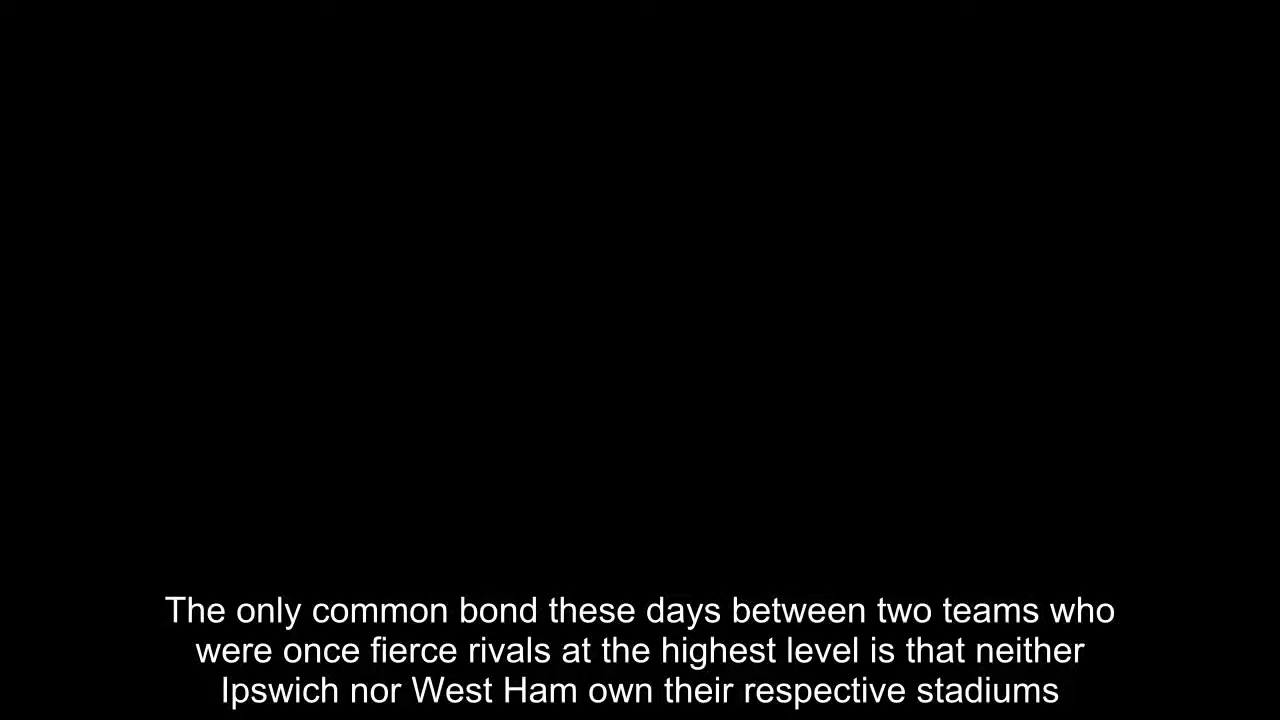 The only common bond these days between two teams who
were once fierce rivals at the highest level is that neither
Ipswich nor West Ham own their respective stadiums